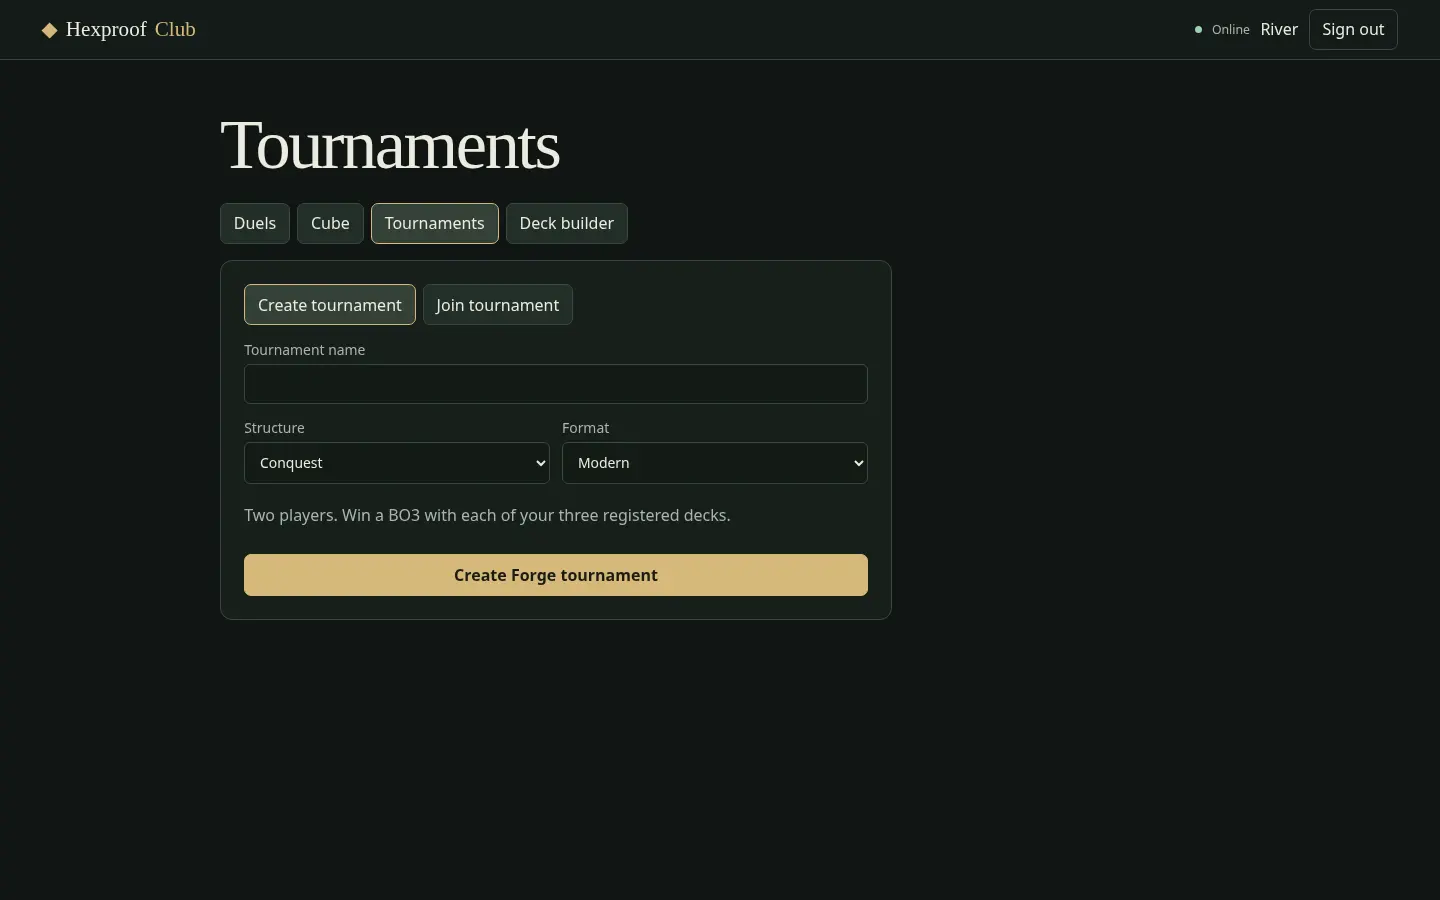 Hexproof Club
Online River Sign out
Tournaments
Duels Cube Tournaments Deck builder
Create tournament Join tournament
Tournament name
Structure Format
Conquest Modern
Two players. Win a BO3 with each of your three registered decks.
Create Forge tournament